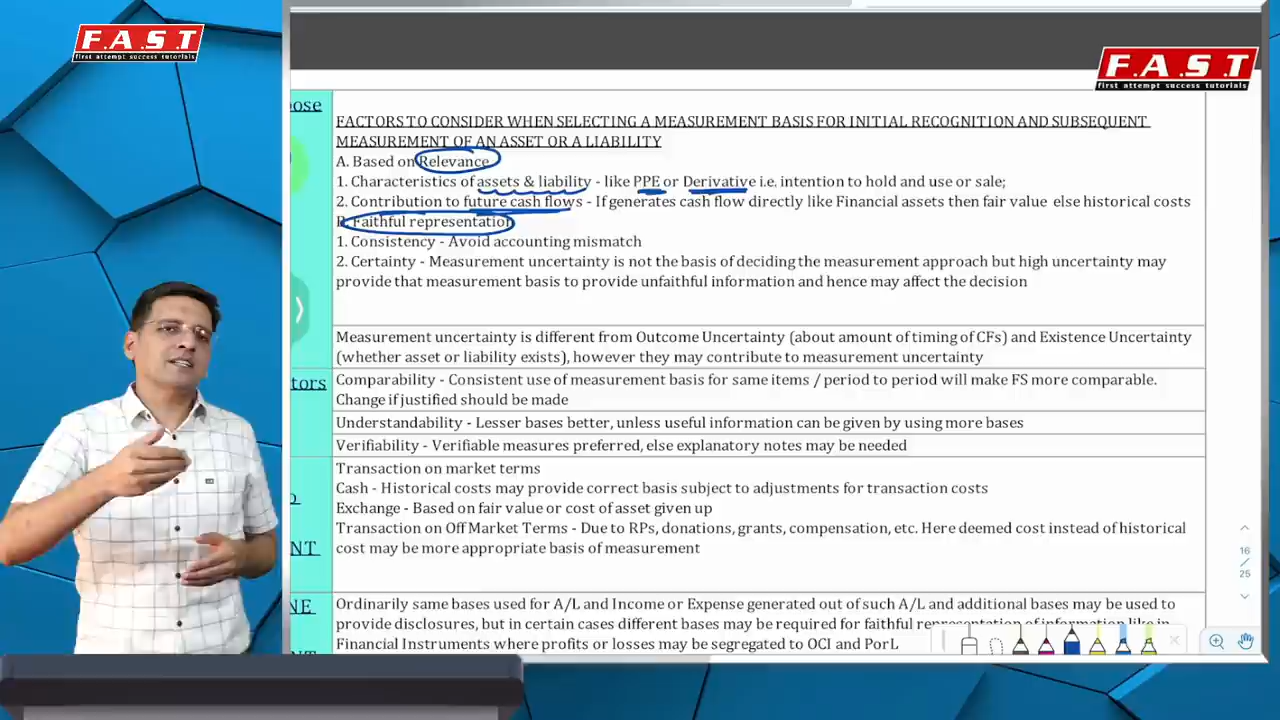 F.A.S.T
first attempt success tutorials
F.A.S.T
first attempt success tutorials
pose
FACTORS TO CONSIDER WHEN SELECTING A MEASUREMENT BASIS FOR INITIAL RECOGNITION AND SUBSEQUENT
MEASUREMENT OF AN ASSET OR A LIABILITY
A. Based on Relevance
1. Characteristics of assets & liability - like PPE or Derivative i.e. intention to hold and use or sale;
2. Contribution to future cash flows - If generates cash flow directly like Financial assets then fair value else historical costs
B. Faithful representation
1. Consistency - Avoid accounting mismatch
2. Certainty - Measurement uncertainty is not the basis of deciding the measurement approach but high uncertainty may
provide that measurement basis to provide unfaithful information and hence may affect the decision
Measurement uncertainty is different from Outcome Uncertainty (about amount of timing of CFs) and Existence Uncertainty
(whether asset or liability exists), however they may contribute to measurement uncertainty
tors
Comparability - Consistent use of measurement basis for same items / period to period will make FS more comparable.
Change if justified should be made
Understandability - Lesser bases better, unless useful information can be given by using more bases
Verifiability - Verifiable measures preferred, else explanatory notes may be needed
Transaction on market terms
Cash - Historical costs may provide correct basis subject to adjustments for transaction costs
Exchange - Based on fair value or cost of asset given up
Transaction on Off Market Terms - Due to RPs, donations, grants, compensation, etc. Here deemed cost instead of historical
NT cost may be more appropriate basis of measurement
16
/
25
NE Ordinarily same bases used for A/L and Income or Expense generated out of such A/L and additional bases may be used to
provide disclosures, but in certain cases different bases may be required for faithful representation of information like in
Financial Instruments where profits or losses may be segregated to OCI and PorL